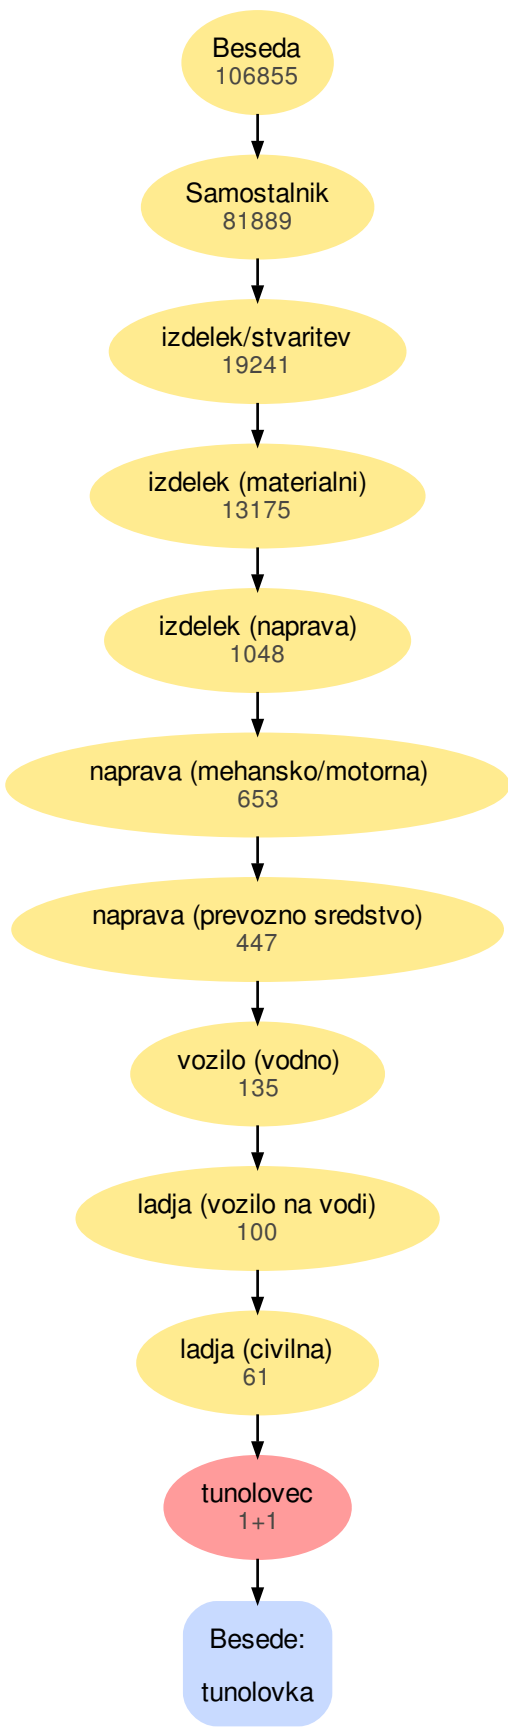 Beseda
106855
Samostalnik
81889
izdelek/stvaritev
19241
izdelek (materialni)
13175
izdelek (naprava)
1048
naprava (mehansko/motorna)
653
naprava (prevozno sredstvo)
447
vozilo (vodno)
135
ladja (vozilo na vodi)
100
ladja (civilna)
61
tunolovec
1+1
Besede:
tunolovka